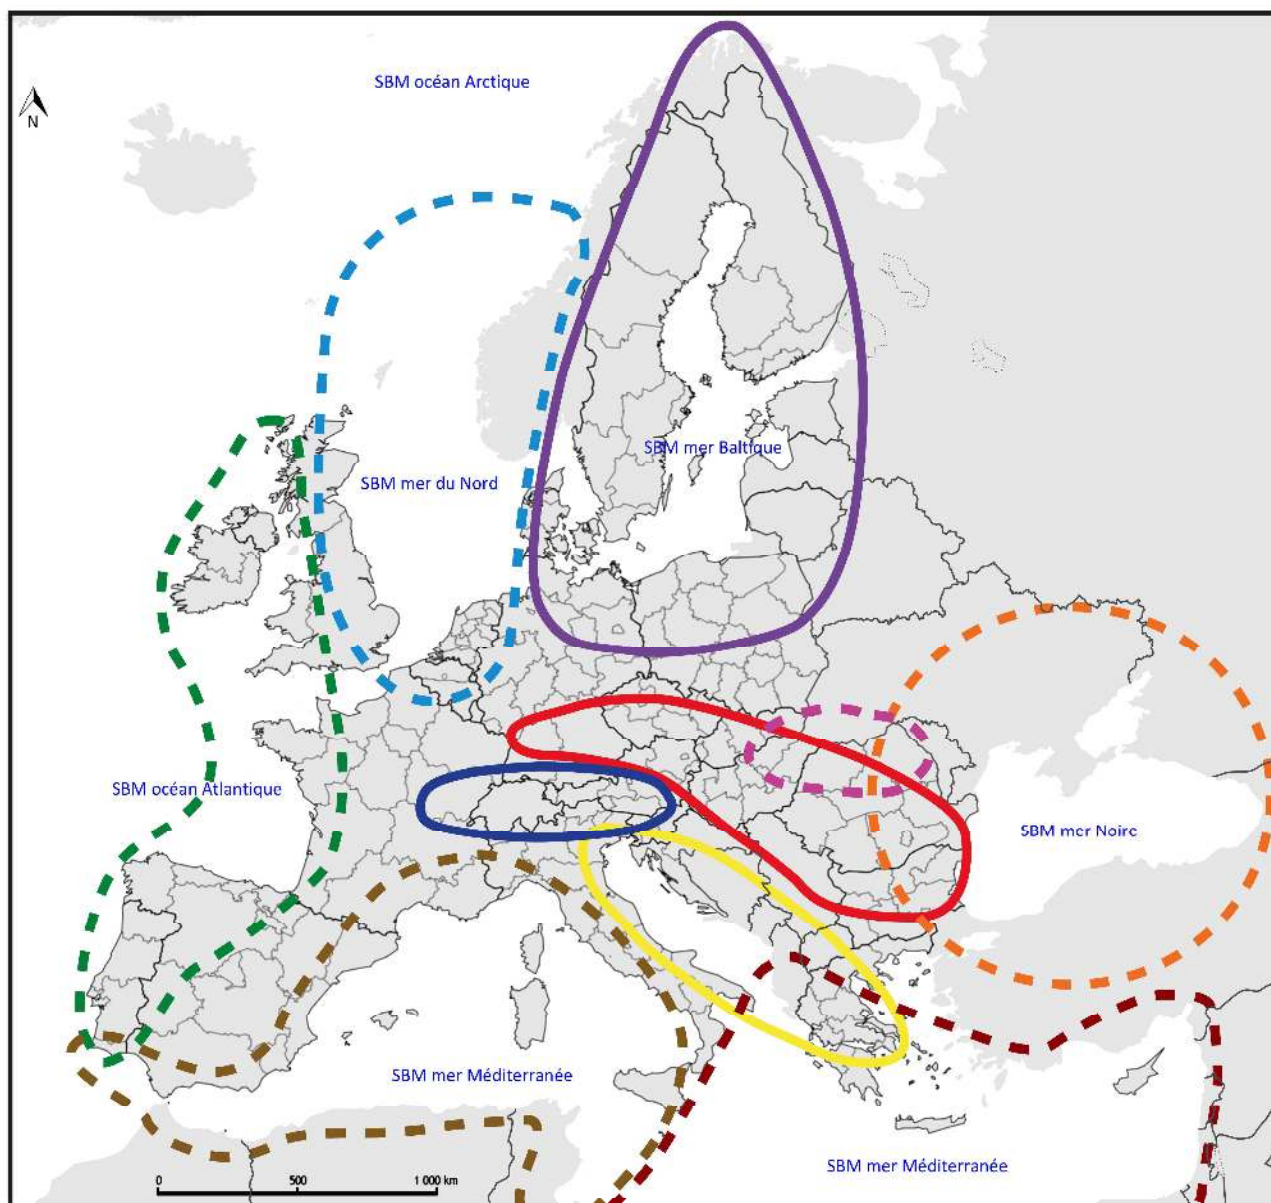 SBM océan Arctique
N
SBM mer Baltique
SBM mer du Nord
SBM océan Atlantique
SBM mer Noire
SBM mer Méditerranée
SBM mer Méditerranée
0 500 1 000 km